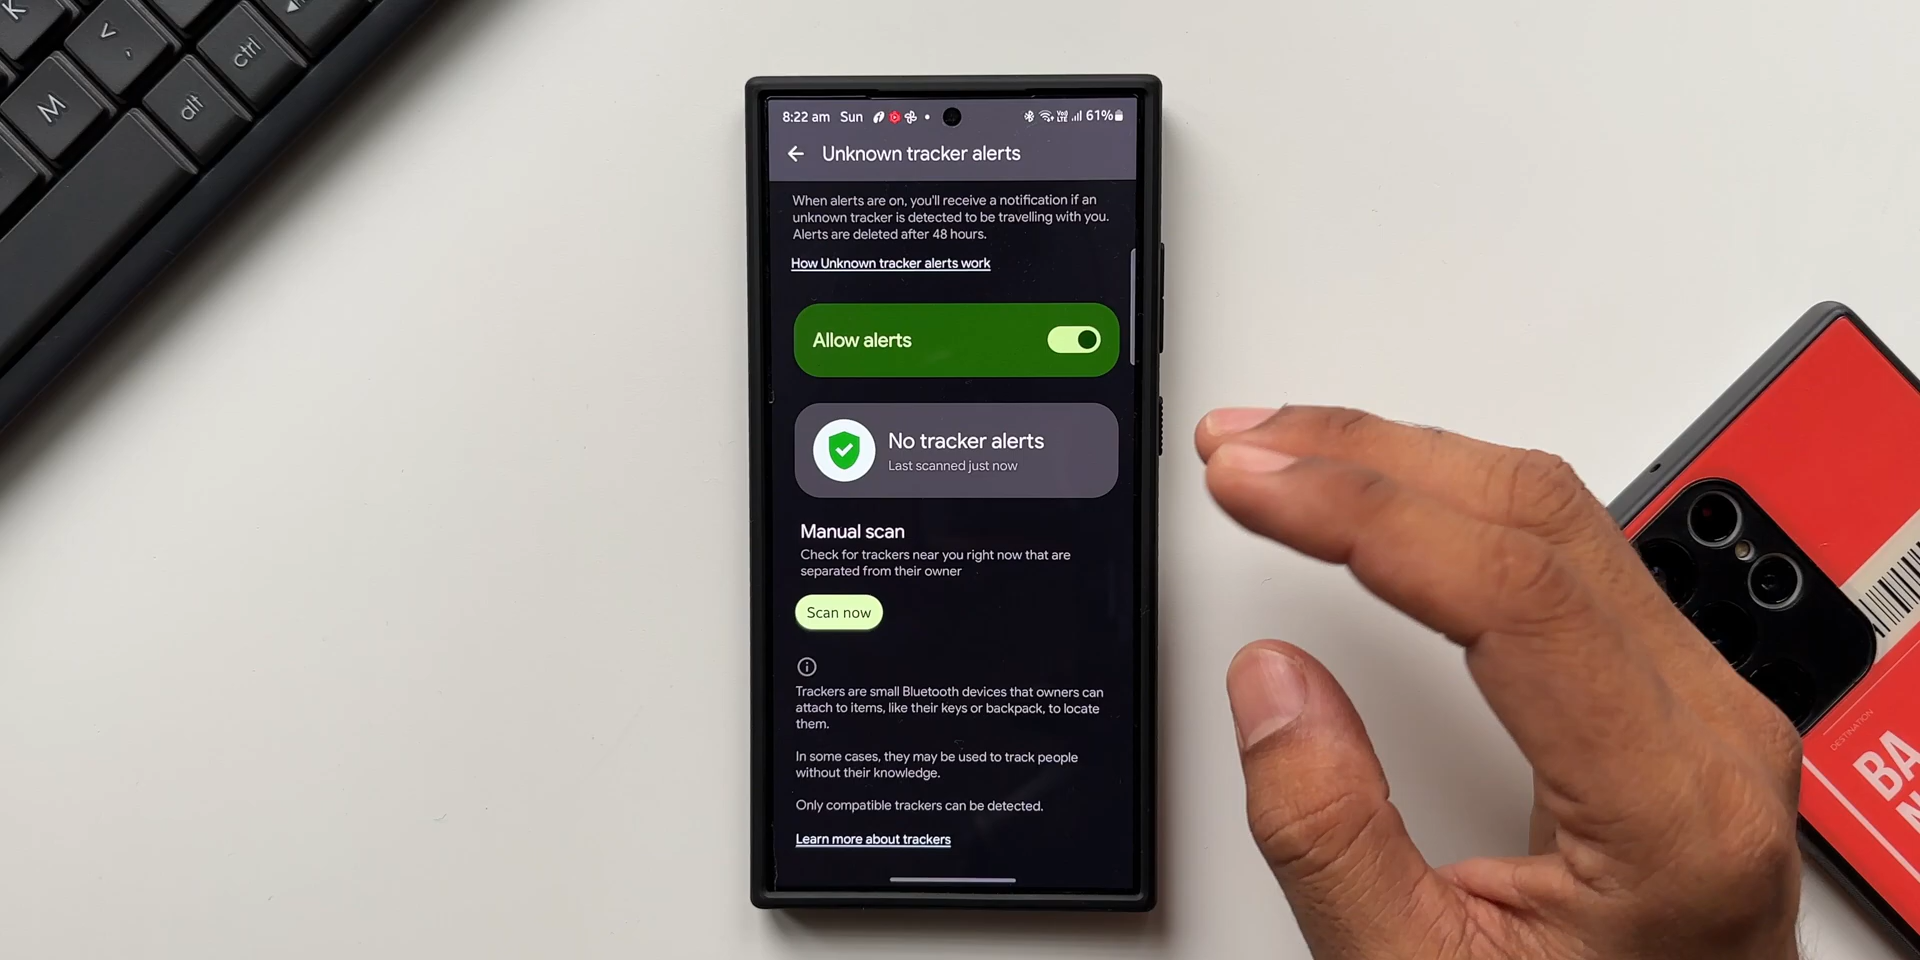 K
V
M
alt
ctrl
8:22 am Sun 61%
Unknown tracker alerts
When alerts are on, you'll receive a notification if an
unknown tracker is detected to be travelling with you.
Alerts are deleted after 48 hours.
How Unknown tracker alerts work
Allow alerts
No tracker alerts
Last scanned just now
Manual scan
Check for trackers near you right now that are
separated from their owner
Scan now
Trackers are small Bluetooth devices that owners can
attach to items, like their keys or backpack, to locate
them.
In some cases, they may be used to track people
without their knowledge.
Only compatible trackers can be detected.
Learn more about trackers
DESTINATION
BA